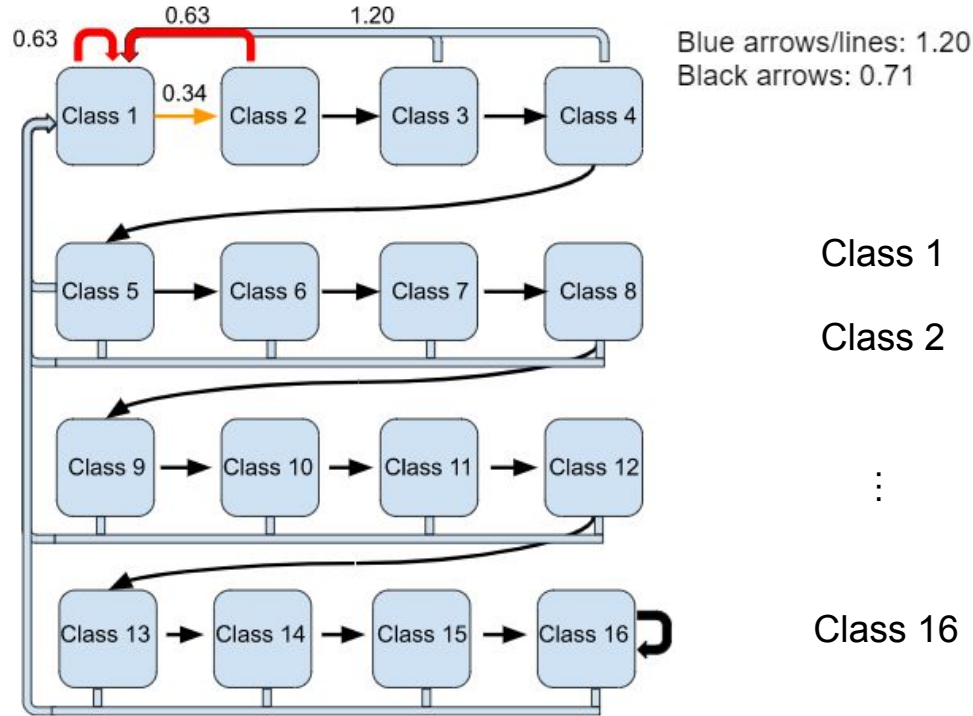 0.63
0.63
1.20
Blue arrows/lines: 1.20
Black arrows: 0.71
Class 1
0.34
Class 2
Class 3
Class 4
Class 5
Class 6
Class 7
Class 8
Class 1
Class 2
Class 9
Class 10
Class 11
Class 12
⋮
Class 13
Class 14
Class 15
Class 16
Class 16